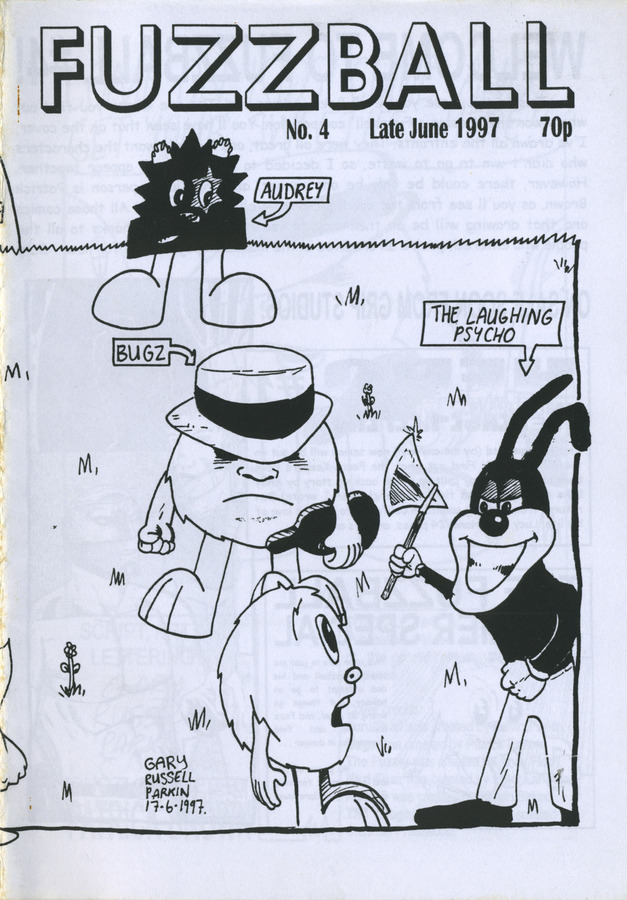 FUZZBALL
No. 4 Late June 1997 70p
AUDREY
THE LAUGHING
PSYCHO
BUGZ
GARY
RUSSELL
PARKIN
17-6-1997.